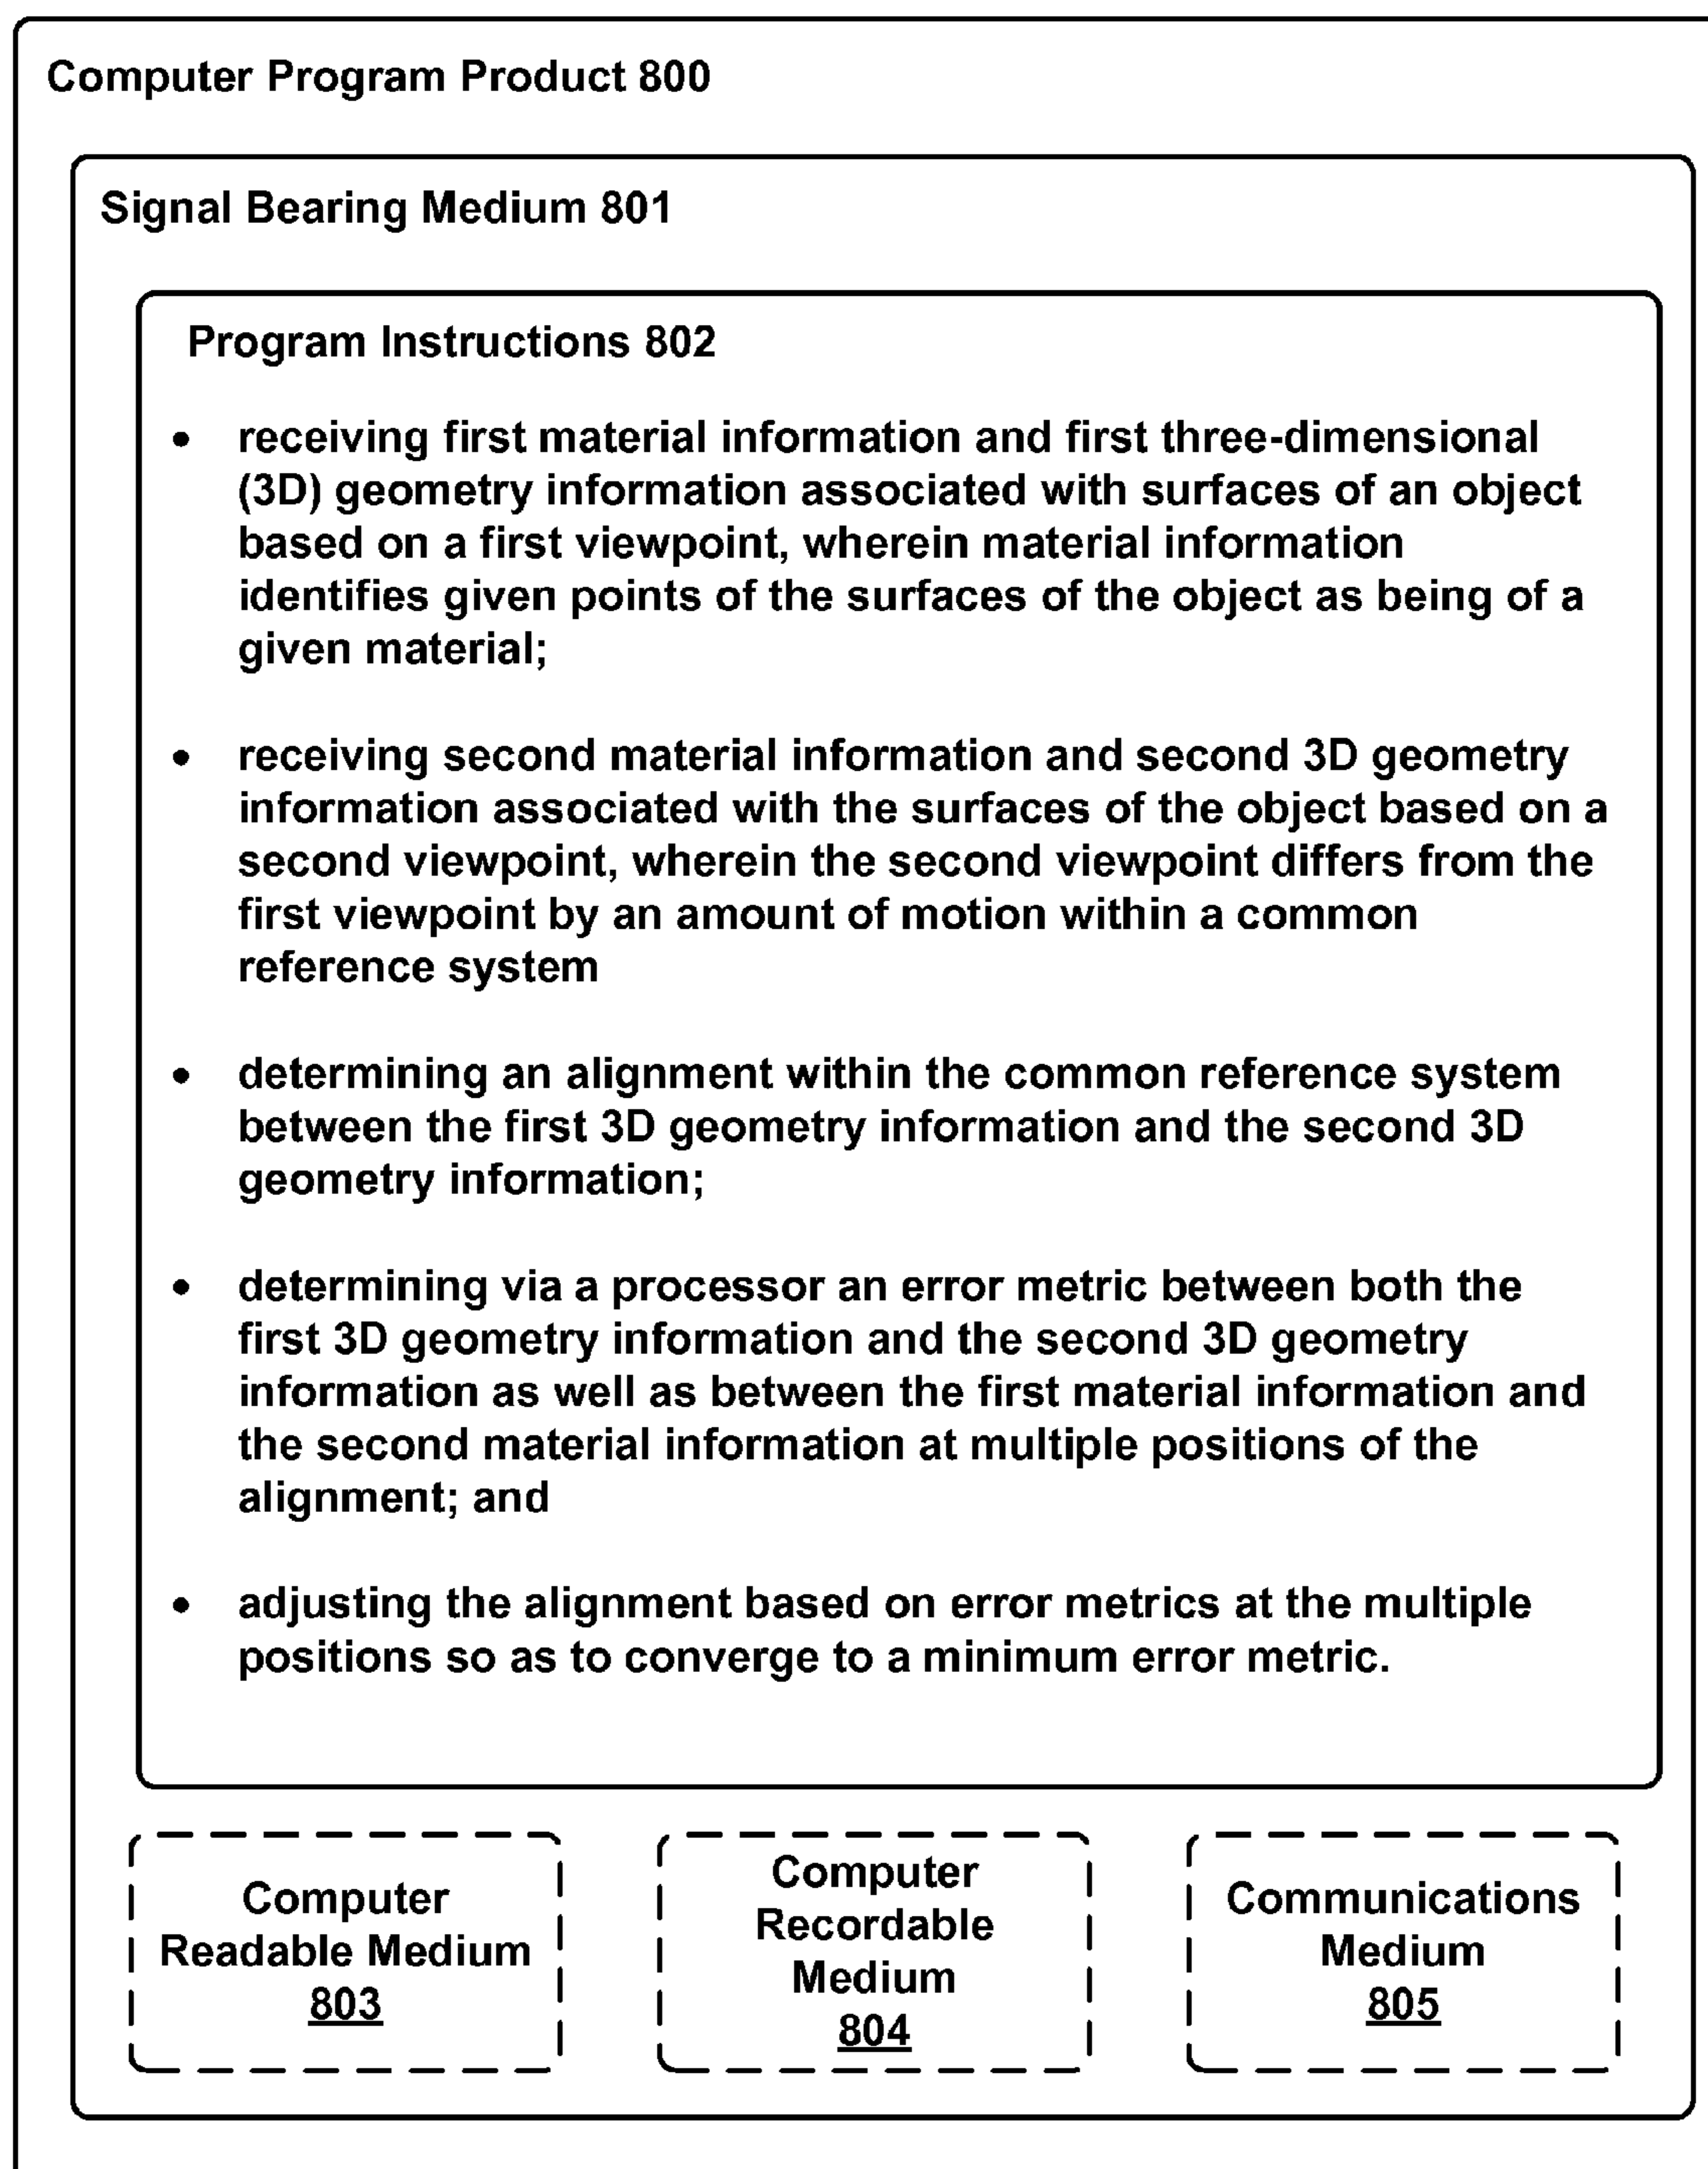 Computer Program Product 800
Signal Bearing Medium 801
Program Instructions 802
• receiving first material information and first three-dimensional
(3D) geometry information associated with surfaces of an object
based on a first viewpoint, wherein material information
identifies given points of the surfaces of the object as being of a
given material;
• receiving second material information and second 3D geometry
information associated with the surfaces of the object based on a
second viewpoint, wherein the second viewpoint differs from the
first viewpoint by an amount of motion within a common
reference system
• determining an alignment within the common reference system
between the first 3D geometry information and the second 3D
geometry information;
• determining via a processor an error metric between both the
first 3D geometry information and the second 3D geometry
information as well as between the first material information and
the second material information at multiple positions of the
alignment; and
• adjusting the alignment based on error metrics at the multiple
positions so as to converge to a minimum error metric.
Computer
Readable Medium
803
Computer
Recordable
Medium
804
Communications
Medium
805